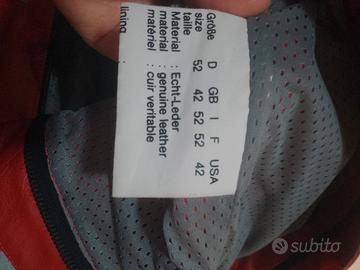 Größe
size
taille
D GB I F USA
52 42 52 52 42
Material : Echt-Leder
material : genuine leather
matériel : cuir veritable
lining
subito